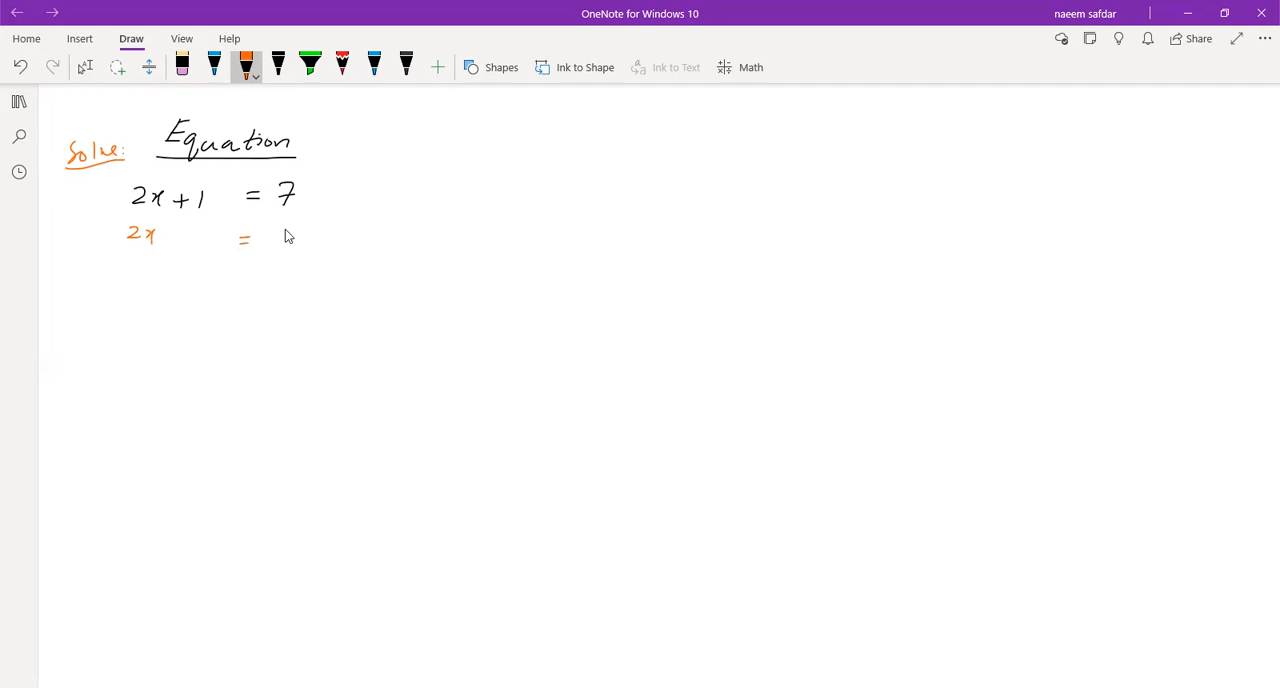 OneNote for Windows 10
naeem safdar
Home Insert Draw View Help
Share
Shapes Ink to Shape Ink to Text Math
Solve: Equation
2x + 1 = 7
2x =